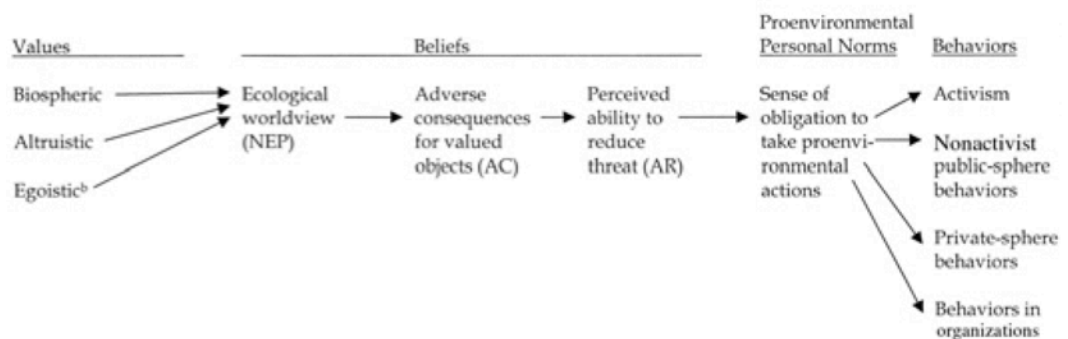 Values
Biospheric
Altruistic
Egoisticᵇ
Beliefs
Ecological
worldview
(NEP)
Adverse
consequences
for valued
objects (AC)
Perceived
ability to
reduce
threat (AR)
Proenvironmental
Personal Norms
Sense of
obligation to
take proenvi-
ronmental
actions
Behaviors
Activism
Nonactivist
public-sphere
behaviors
Private-sphere
behaviors
Behaviors in
organizations